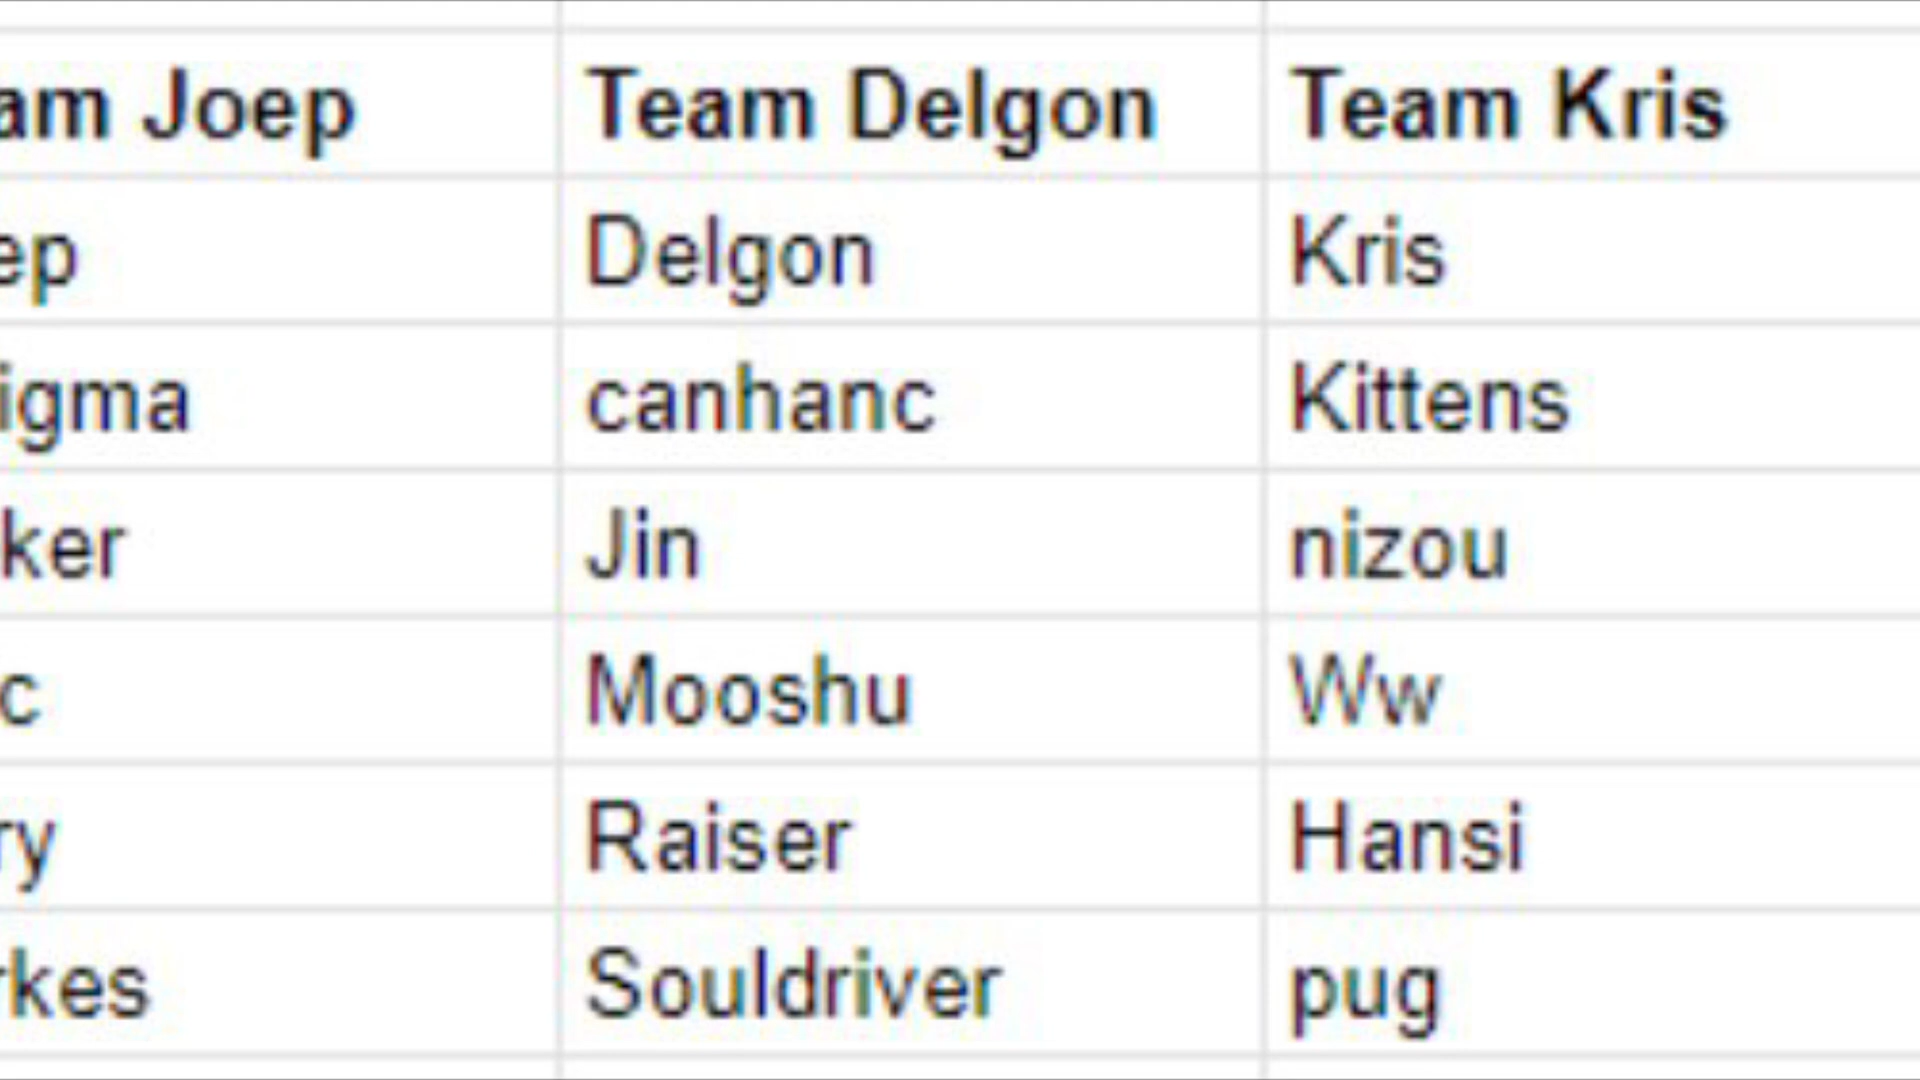 am Joep Team Delgon Team Kris
ep Delgon Kris
igma canhanc Kittens
ker Jin nizou
c Mooshu Ww
ry Raiser Hansi
rkes Souldriver pug